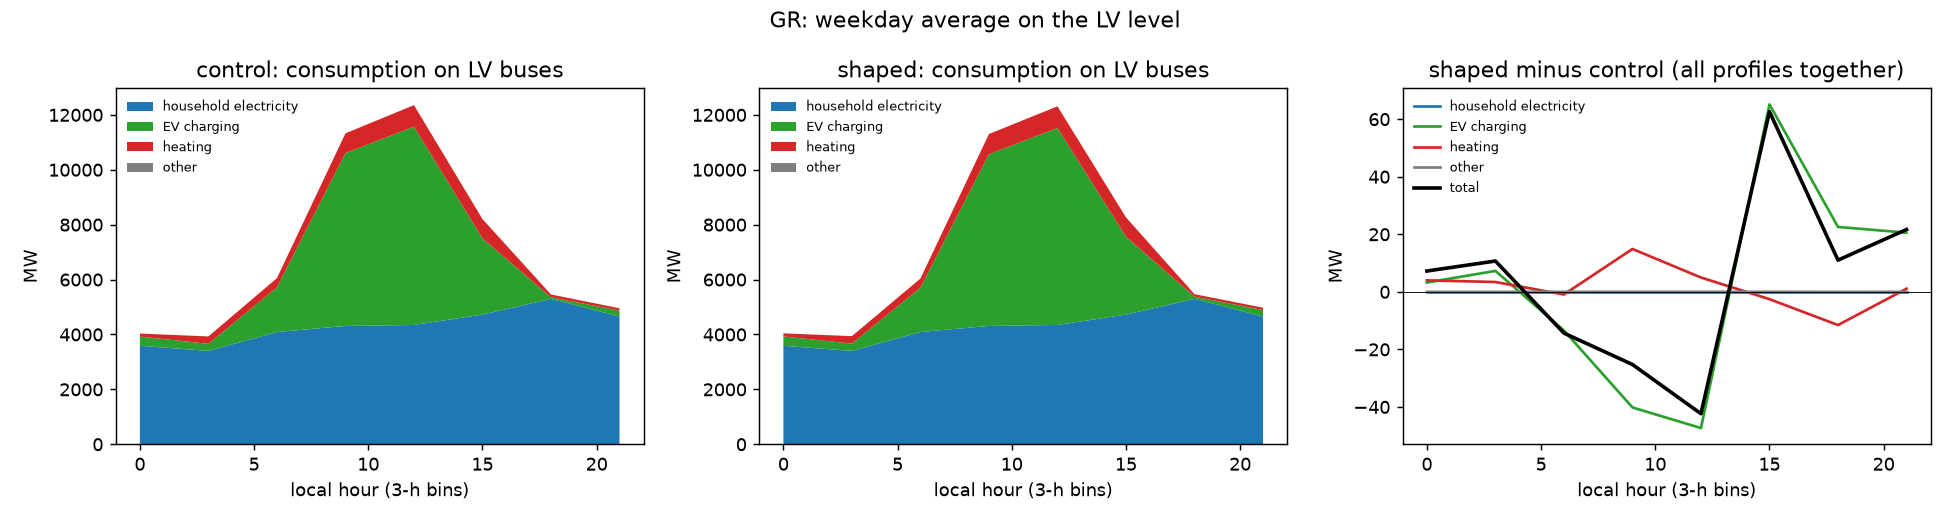 GR: weekday average on the LV level
control: consumption on LV buses
household electricity
EV charging
heating
other
12000
10000
8000
6000
4000
2000
0
MW
0 5 10 15 20
local hour (3-h bins)
shaped: consumption on LV buses
household electricity
EV charging
heating
other
12000
10000
8000
6000
4000
2000
0
MW
0 5 10 15 20
local hour (3-h bins)
shaped minus control (all profiles together)
household electricity
EV charging
heating
other
total
60
40
20
0
−20
−40
MW
0 5 10 15 20
local hour (3-h bins)